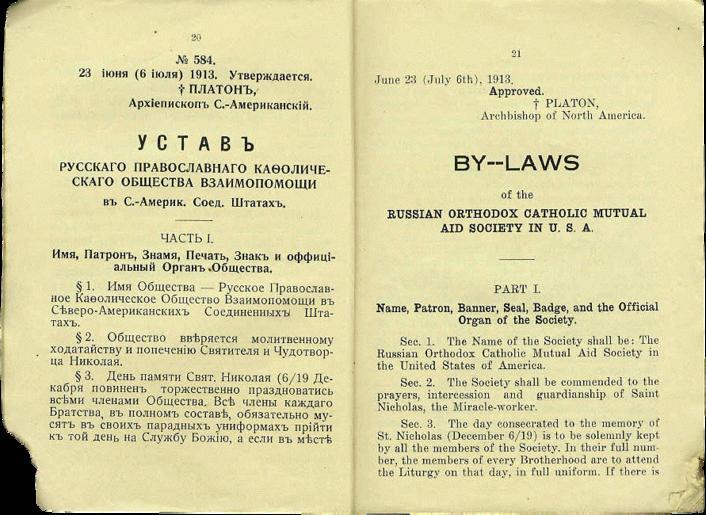 20
№ 584.
23 іюня (6 іюля) 1913. Утверждается.
† ПЛАТОНЪ,
Архіепископъ С.-Американскій.
УСТАВЪ
РУССКАГО ПРАВОСЛАВНАГО КАѲОЛИЧЕ-
СКАГО ОБЩЕСТВА ВЗАИМОПОМОЩИ
въ С.-Америк. Соед. Штатахъ.
ЧАСТЬ I.
Имя, Патронъ, Знамя, Печать, Знакъ и оффиці-
альный Органъ Общества.
§ 1. Имя Общества — Русское Православ-
ное Каѳолическое Общество Взаимопомощи въ
Сѣверо-Американскихъ Соединенныхъ Шта-
тахъ.
§ 2. Общество ввѣряется молитвенному
ходатайству и попеченію Святителя и Чудотвор-
ца Николая.
§ 3. День памяти Свят. Николая (6/19 Де-
кабря повиненъ торжественно праздноватись
всѣми членами Общества. Всѣ члены каждаго
Братства, въ полномъ составѣ, обязательно му-
сятъ въ своихъ парадныхъ униформахъ прійти
къ той день на Службу Божію, а если въ мѣстѣ
21
June 23 (July 6th), 1913.
Approved.
† PLATON,
Archbishop of North America.
BY--LAWS
of the
RUSSIAN ORTHODOX CATHOLIC MUTUAL
AID SOCIETY IN U. S. A.
PART I.
Name, Patron, Banner, Seal, Badge, and the Official
Organ of the Society.
Sec. 1. The Name of the Society shall be: The
Russian Orthodox Catholic Mutual Aid Society in
the United States of America.
Sec. 2. The Society shall be commended to the
prayers, intercession and guardianship of Saint
Nicholas, the Miracle-worker.
Sec. 3. The day consecrated to the memory of
St. Nicholas (December 6/19) is to be solemnly kept
by all the members of the Society. In their full num-
ber, the members of every Brotherhood are to attend
the Liturgy on that day, in full uniform. If there is